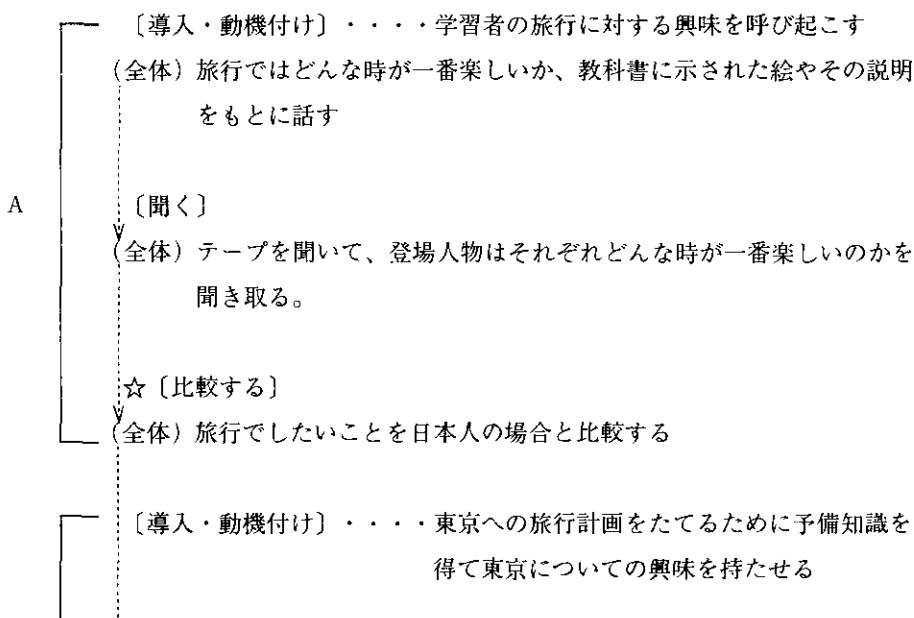 〔導入・動機付け〕・・・・学習者の旅行に対する興味を呼び起こす
(全体) 旅行ではどんな時が一番楽しいか、教科書に示された絵やその説明
をもとに話す
A 〔聞く〕
(全体) テープを聞いて、登場人物はそれぞれどんな時が一番楽しいのかを
聞き取る。
☆〔比較する〕
(全体) 旅行でしたいことを日本人の場合と比較する
〔導入・動機付け〕・・・・東京への旅行計画をたてるために予備知識を
得て東京についての興味を持たせる